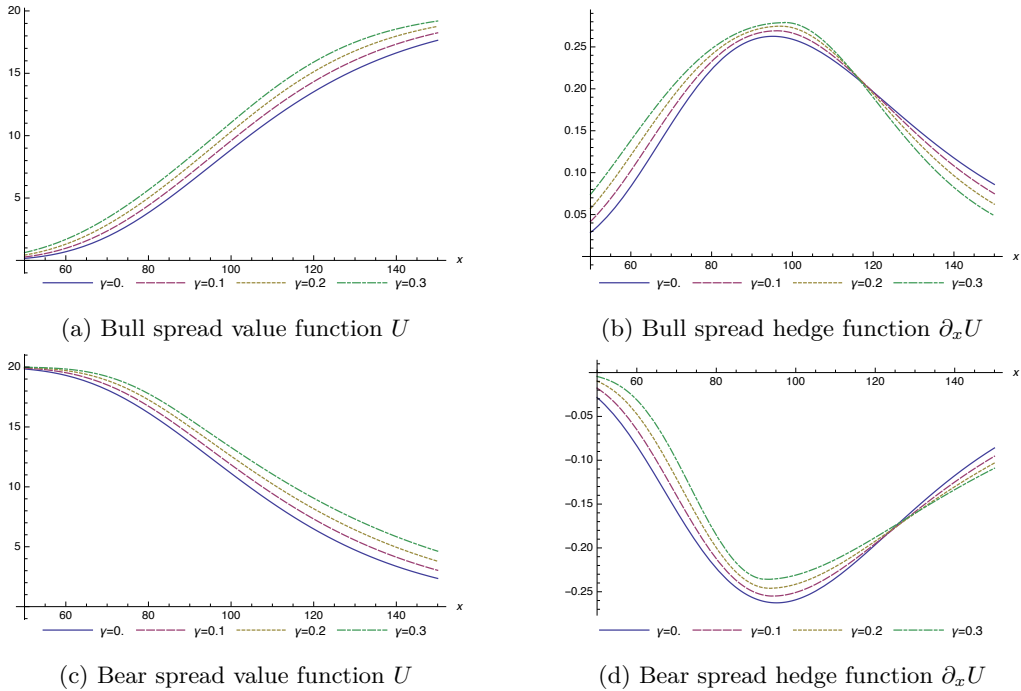 20
15
10
5
60 80 100 120 140 x
γ=0. γ=0.1 γ=0.2 γ=0.3
(a) Bull spread value function U
0.25
0.20
0.15
0.10
0.05
60 80 100 120 140 x
γ=0. γ=0.1 γ=0.2 γ=0.3
(b) Bull spread hedge function ∂ₓU
20
15
10
5
60 80 100 120 140 x
γ=0. γ=0.1 γ=0.2 γ=0.3
(c) Bear spread value function U
60 80 100 120 140 x
−0.05
−0.10
−0.15
−0.20
−0.25
γ=0. γ=0.1 γ=0.2 γ=0.3
(d) Bear spread hedge function ∂ₓU